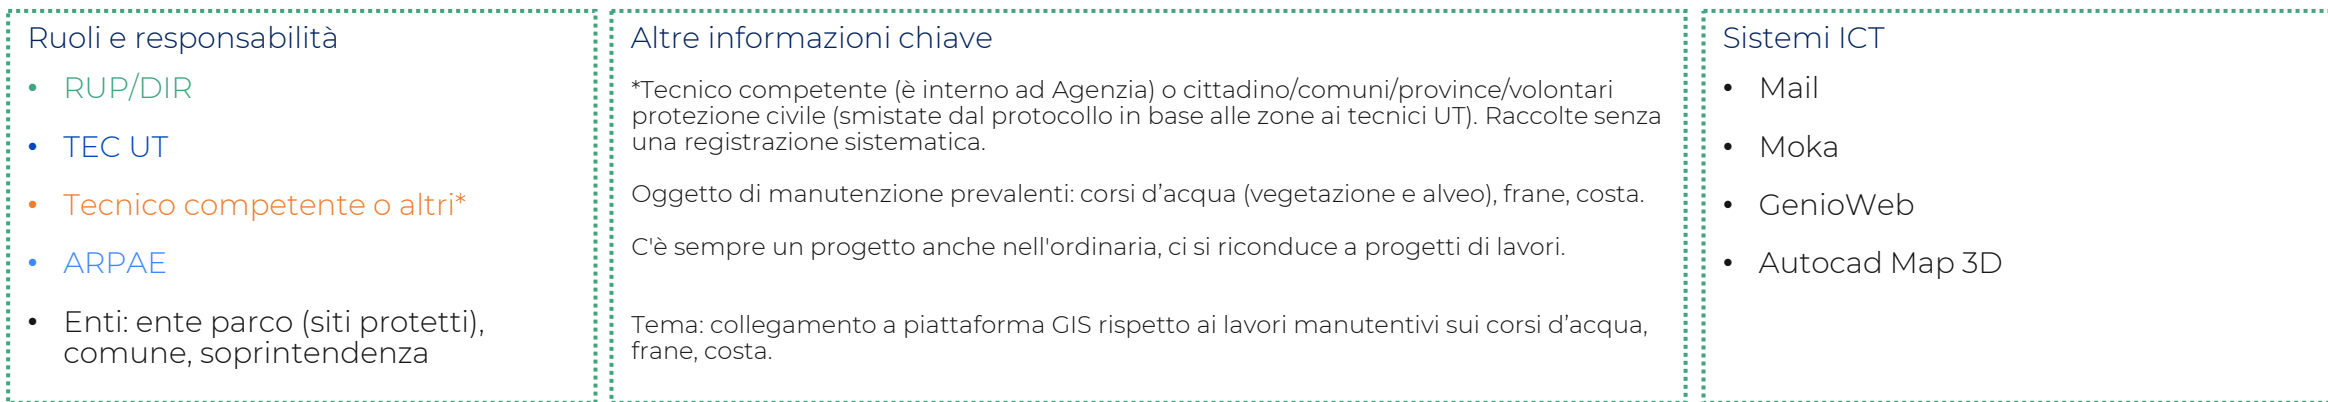 Ruoli e responsabilità
• RUP/DIR
• TEC UT
• Tecnico competente o altri*
• ARPAE
• Enti: ente parco (siti protetti),
comune, soprintendenza
Altre informazioni chiave
*Tecnico competente (è interno ad Agenzia) o cittadino/comuni/province/volontari
protezione civile (smistate dal protocollo in base alle zone ai tecnici UT). Raccolte senza
una registrazione sistematica.
Oggetto di manutenzione prevalenti: corsi d’acqua (vegetazione e alveo), frane, costa.
C'è sempre un progetto anche nell'ordinaria, ci si riconduce a progetti di lavori.
Tema: collegamento a piattaforma GIS rispetto ai lavori manutentivi sui corsi d’acqua,
frane, costa.
Sistemi ICT
• Mail
• Moka
• GenioWeb
• Autocad Map 3D